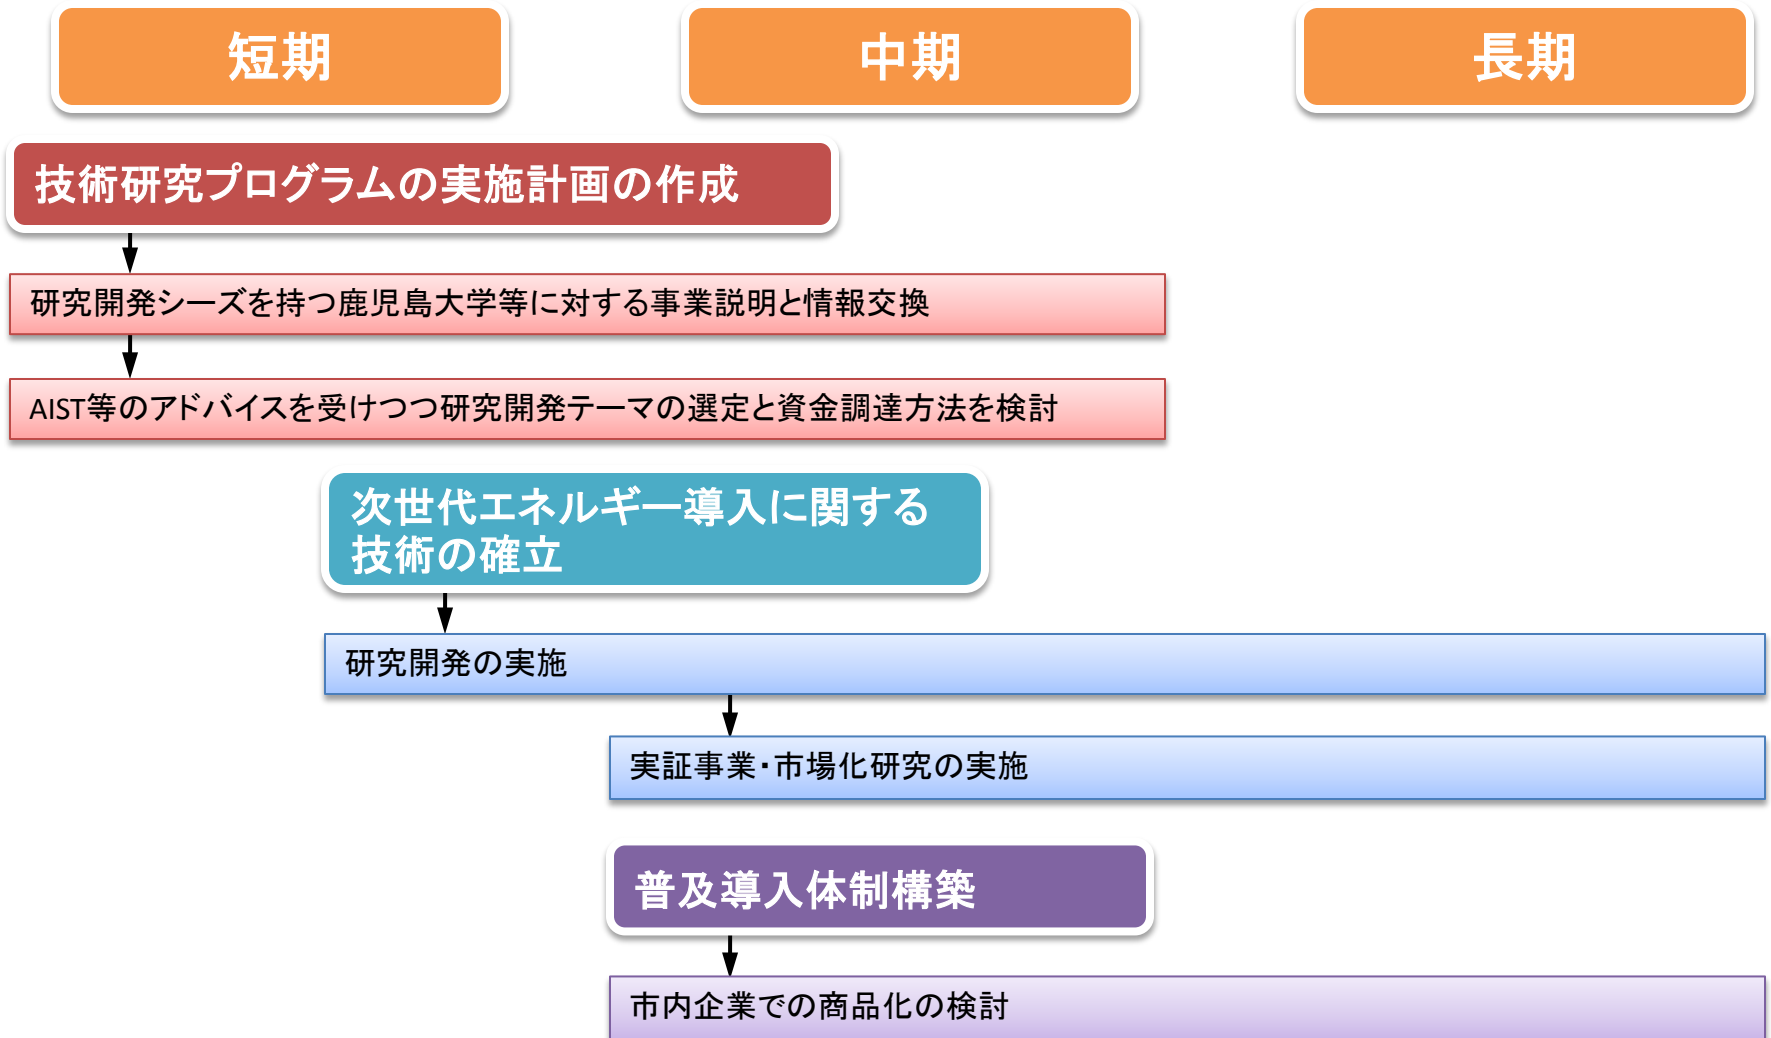 短期
中期
長期
技術研究プログラムの実施計画の作成
研究開発シーズを持つ鹿児島大学等に対する事業説明と情報交換
AIST等のアドバイスを受けつつ研究開発テーマの選定と資金調達方法を検討
次世代エネルギー導入に関する
技術の確立
研究開発の実施
実証事業・市場化研究の実施
普及導入体制構築
市内企業での商品化の検討